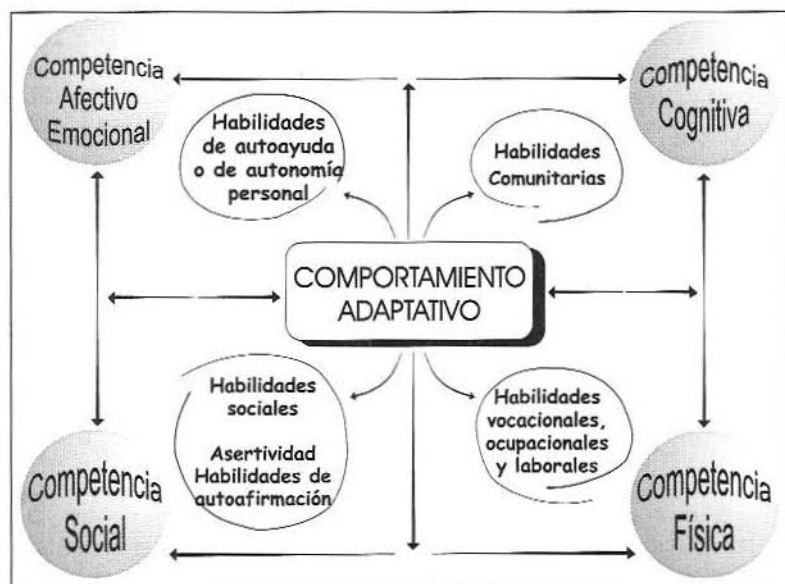 Competencia
Afectivo
Emocional
Competencia
Cognitiva
Habilidades
de autoayuda
o de autonomía
personal
Habilidades
Comunitarias
COMPORTAMIENTO
ADAPTATIVO
Habilidades
sociales
Asertividad
Habilidades de
autoafirmación
Habilidades
vocacionales,
ocupacionales
y laborales
Competencia
Social
Competencia
Física